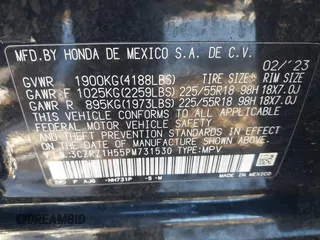 MFD.BY HONDA DE MEXICO S.A. DE C.V.
02/'23
GVWR 1900KG(4188LBS) TIRE SIZE RIM SIZE
GAWR F 1025KG(2259LBS) 225/55R18 98H 18X7.0J
GAWR R 895KG(1973LBS) 225/55R18 98H 18X7.0J
THIS VEHICLE CONFORMS TO ALL APPLICABLE
FEDERAL MOTOR VEHICLE SAFETY AND
THEFT PREVENTION STANDARDS IN EFFECT
ON THE DATE OF MANUFACTURE SHOWN ABOVE.
3CZRZ1H55PM731530 TYPE:MPV
AJB NH731P
DREAMBID